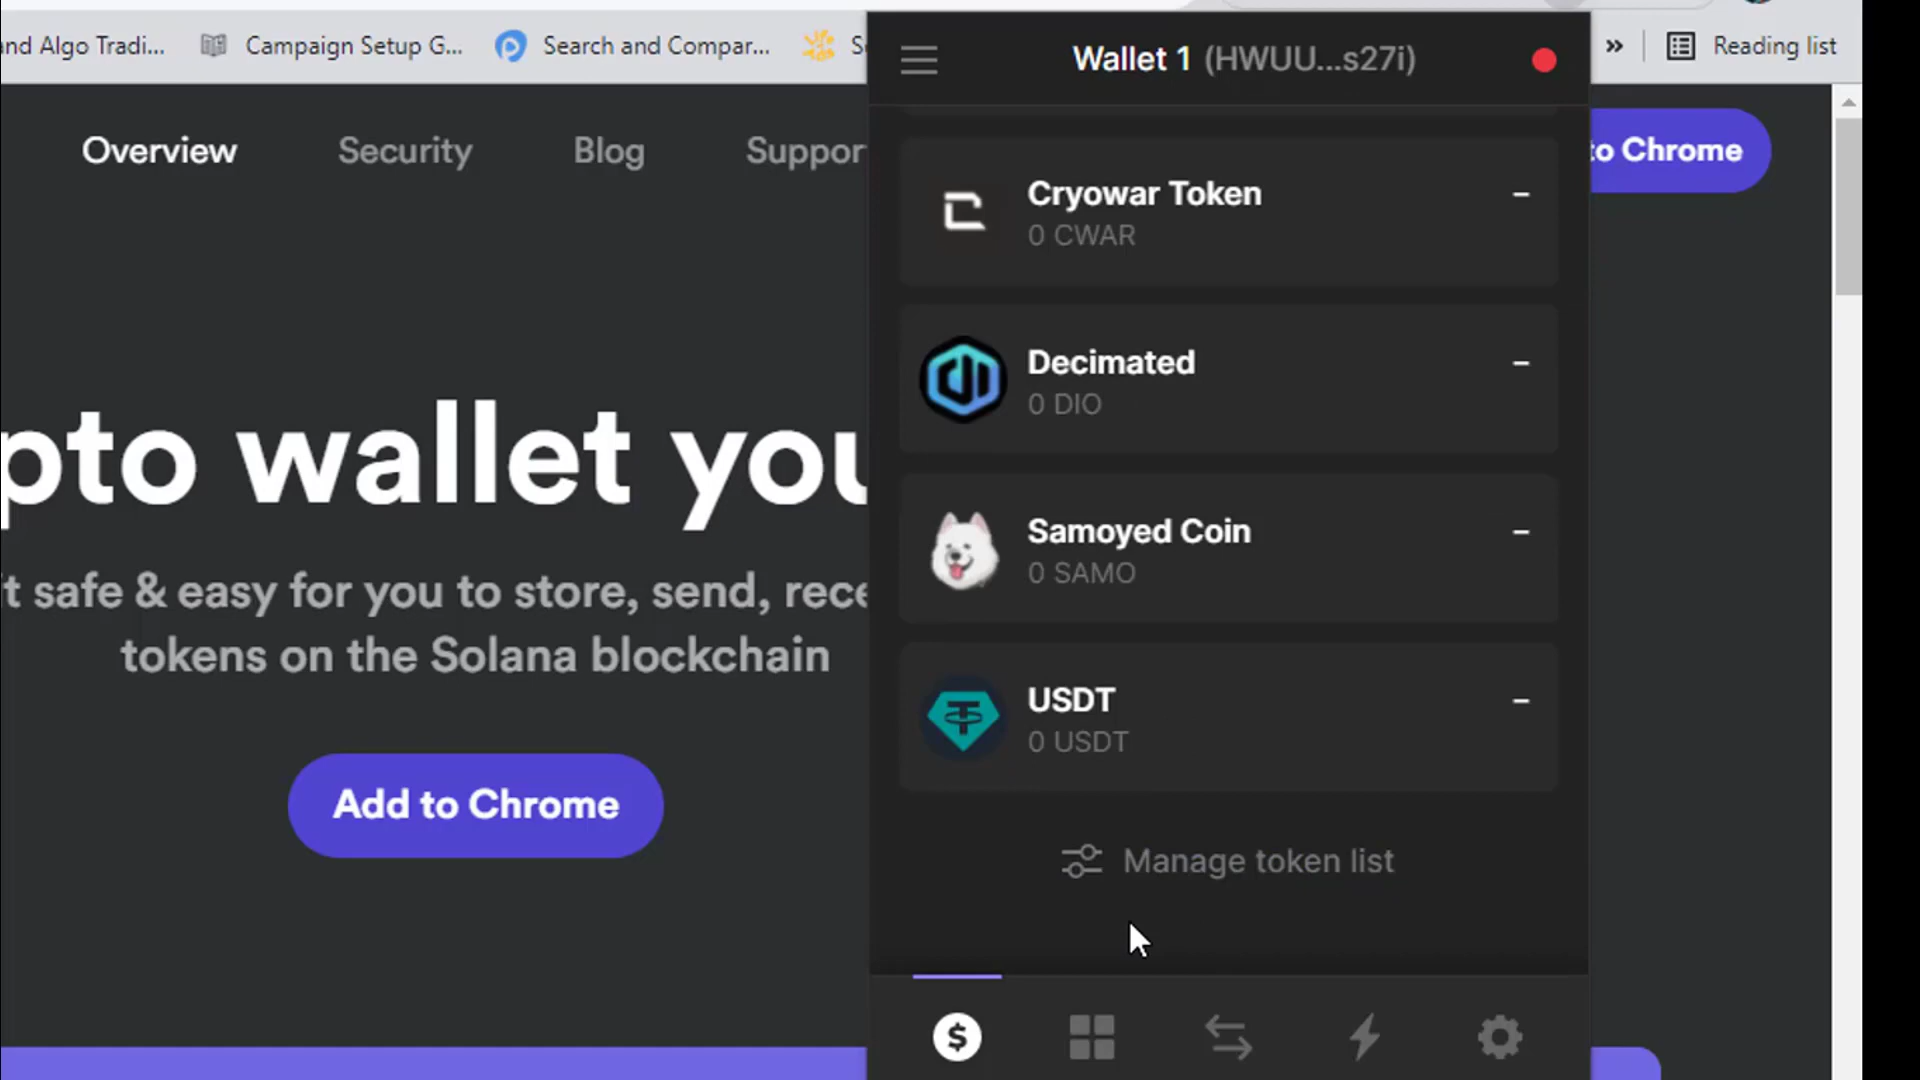 and Algo Tradi...
Campaign Setup G...
Search and Compar...
»
Reading list
Wallet 1 (HWUU...s27i)
Overview
Security
Blog
Suppor
to Chrome
Cryowar Token
0 CWAR
–
Decimated
0 DIO
–
Samoyed Coin
0 SAMO
–
USDT
0 USDT
–
Manage token list
pto wallet you
t safe & easy for you to store, send, rece
tokens on the Solana blockchain
Add to Chrome
$